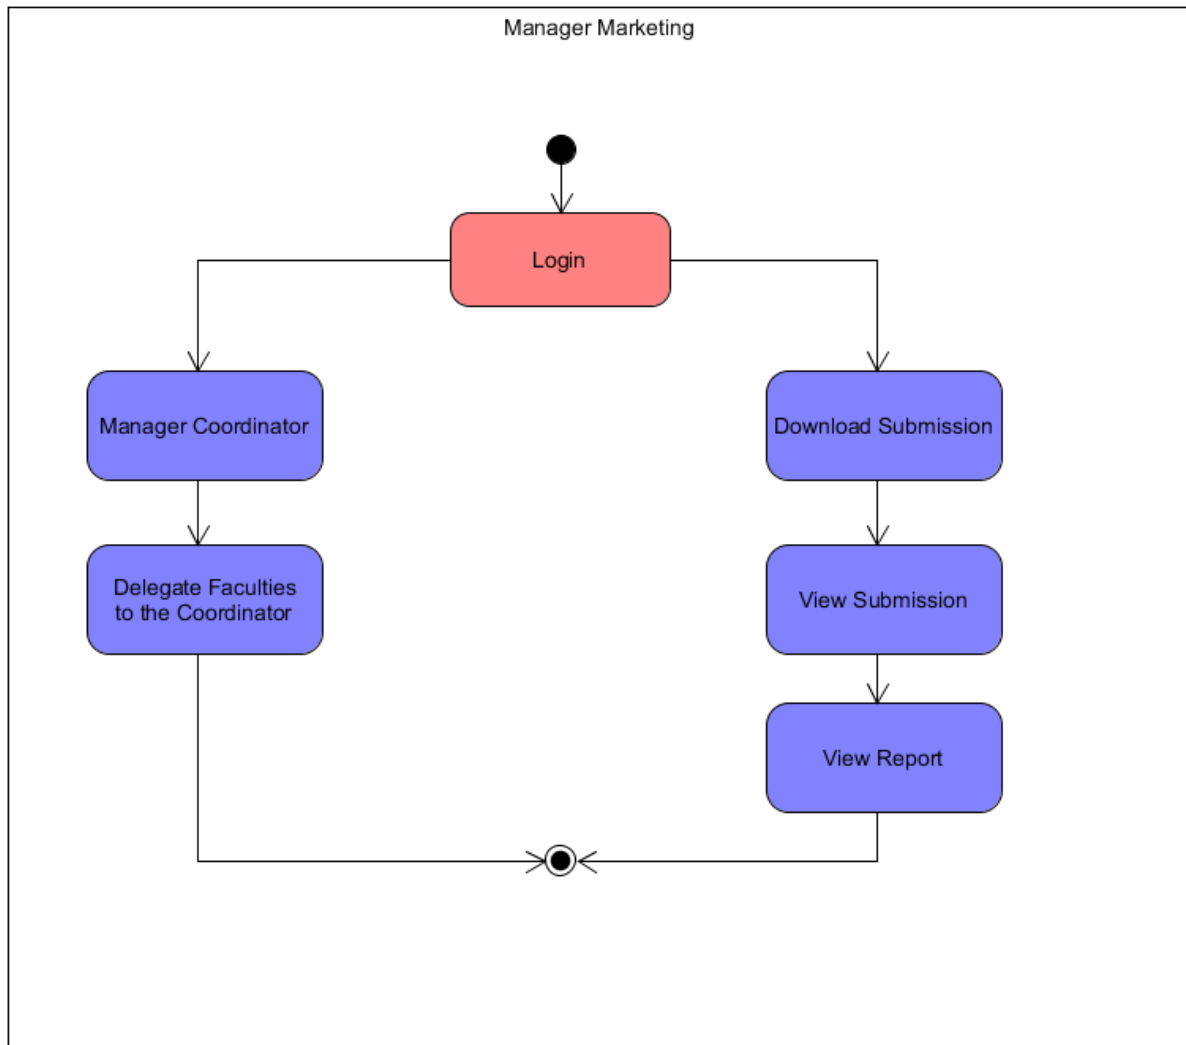 Manager Marketing
Login
Manager Coordinator
Download Submission
Delegate Faculties
to the Coordinator
View Submission
View Report